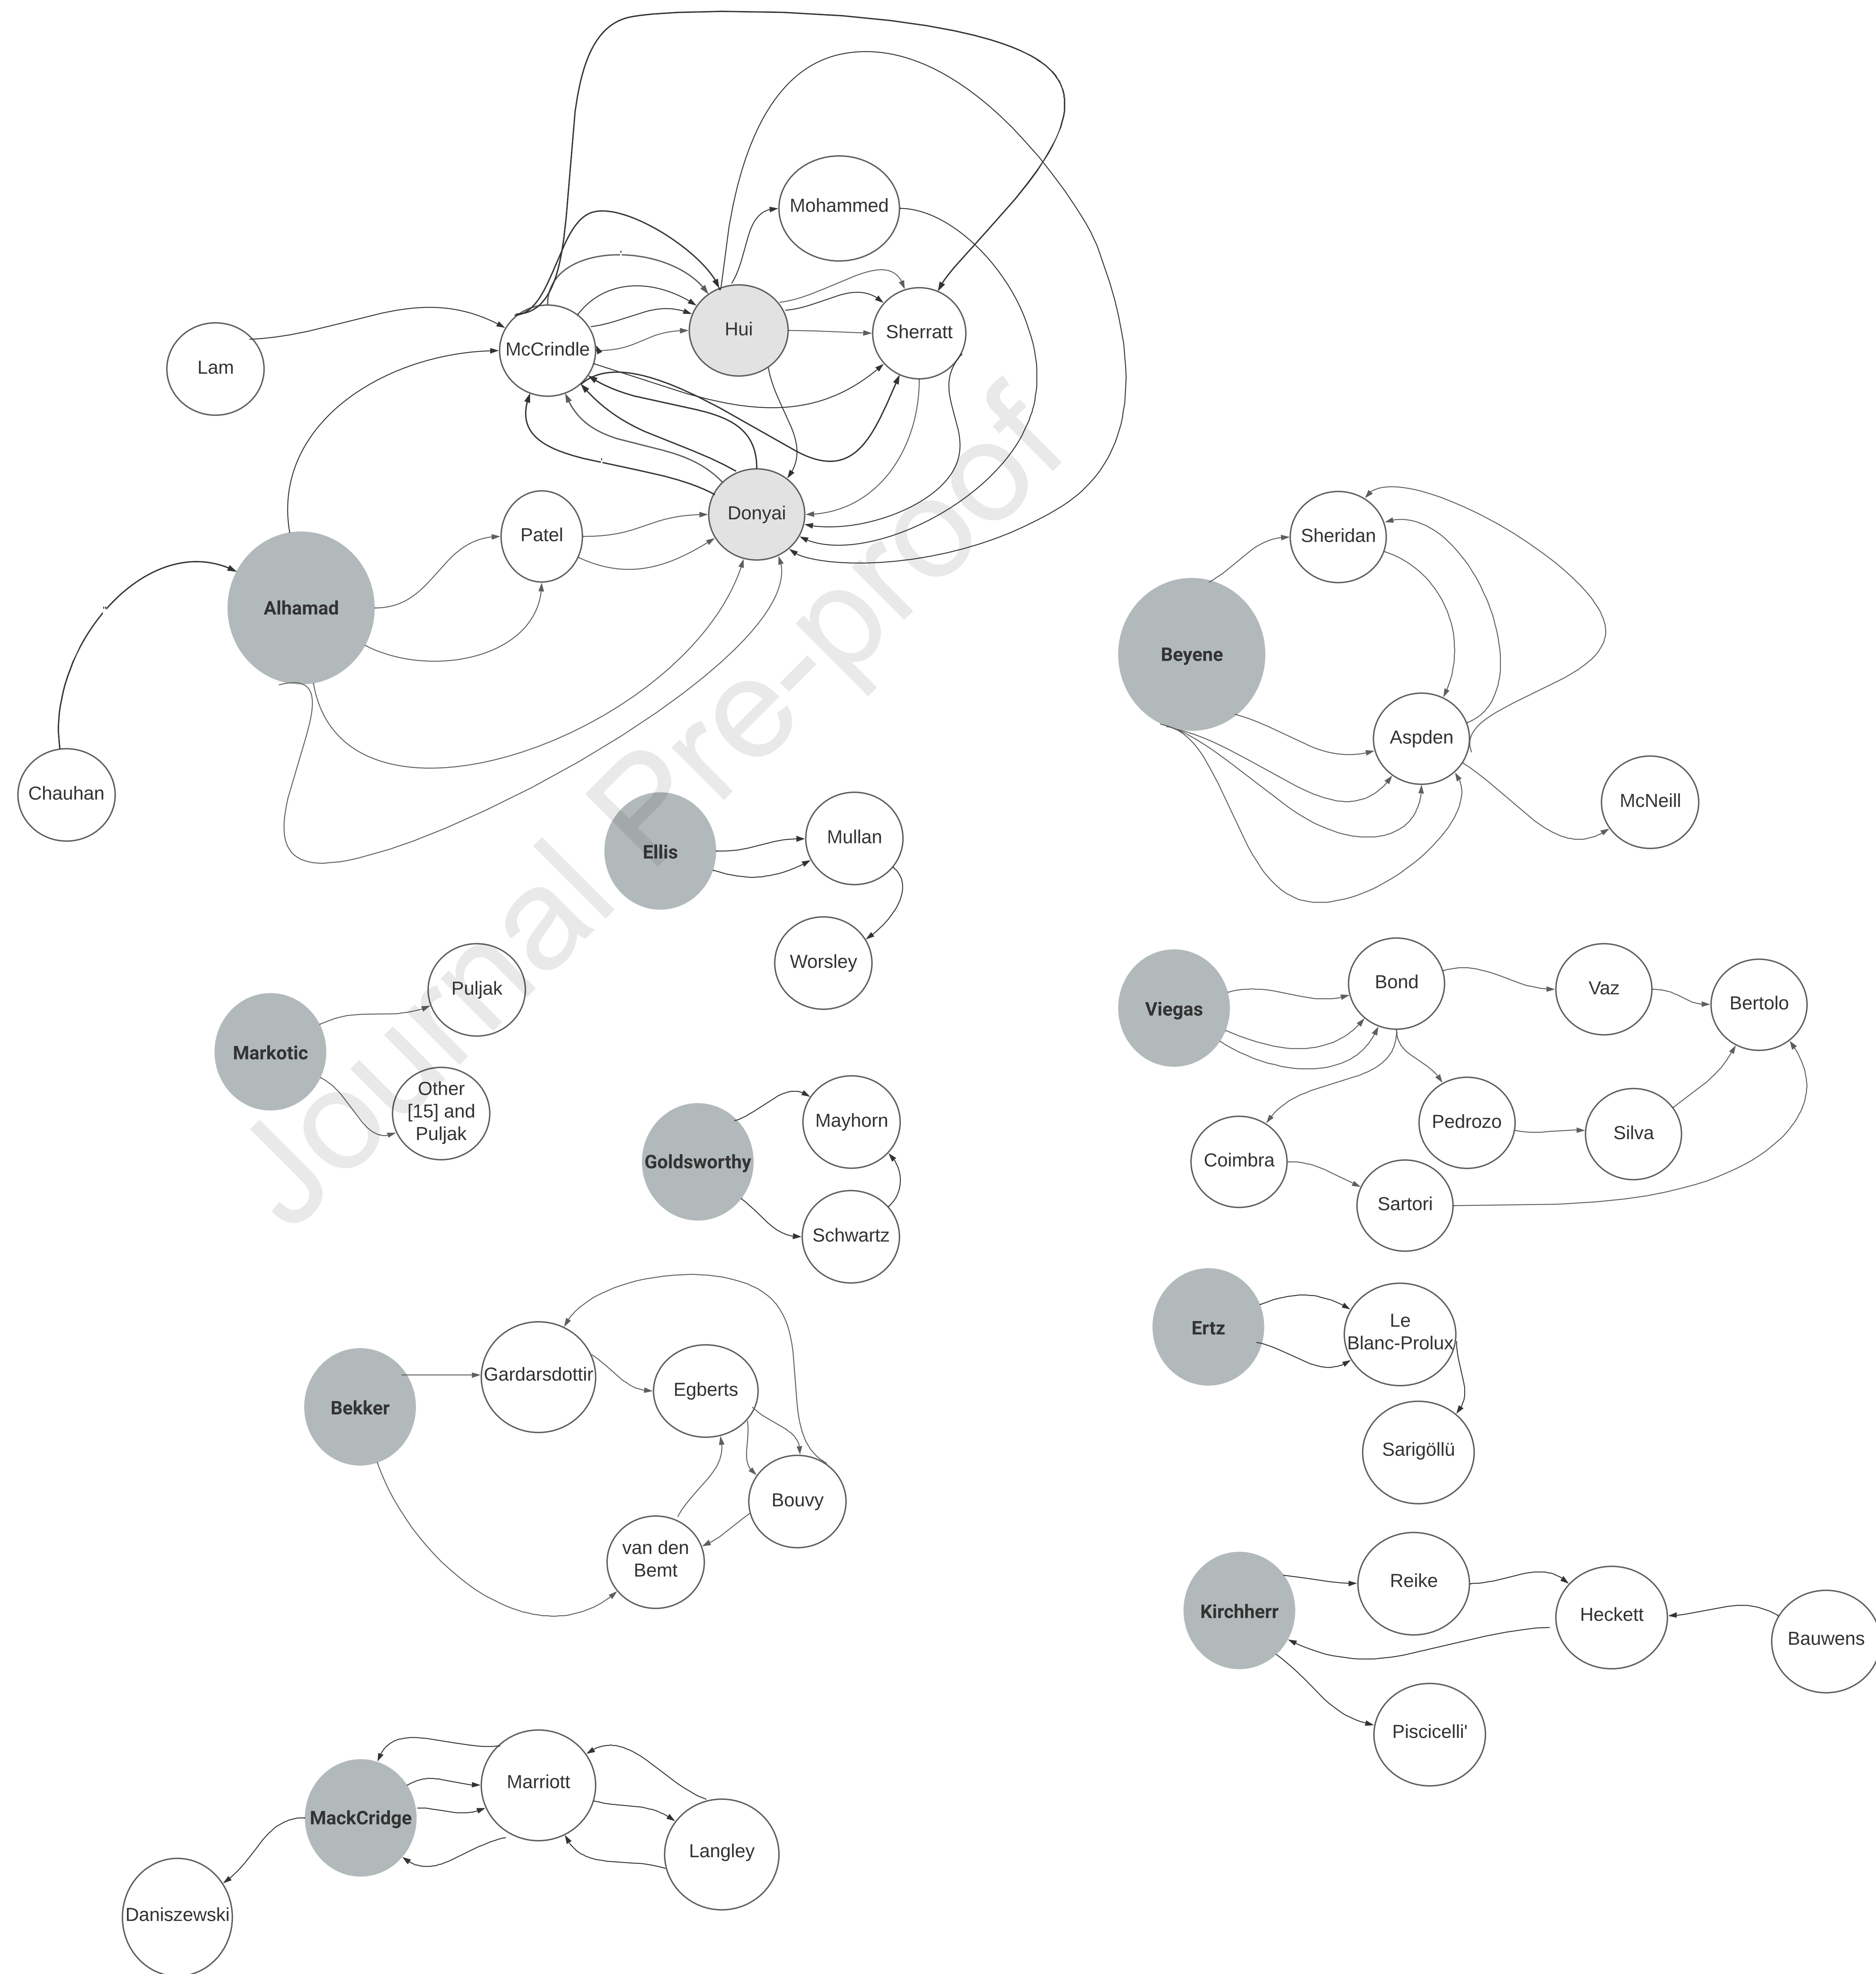 Mohammed
Hui
Sherratt
McCrindle
Lam
Donyai
Patel
Alhamad
Chauhan
Sheridan
Beyene
Aspden
McNeill
Ellis
Mullan
Worsley
Puljak
Markotic
Other
[15] and
Puljak
Viegas
Bond
Vaz
Bertolo
Pedrozo
Silva
Coimbra
Sartori
Goldsworthy
Mayhorn
Schwartz
Ertz
Le
Blanc-Prolux
Sarigöllü
Bekker
Gardarsdottir
Egberts
Bouvy
van den
Bemt
Kirchherr
Reike
Heckett
Bauwens
Piscicelli'
MackCridge
Marriott
Langley
Daniszewski
Journal Pre-proof